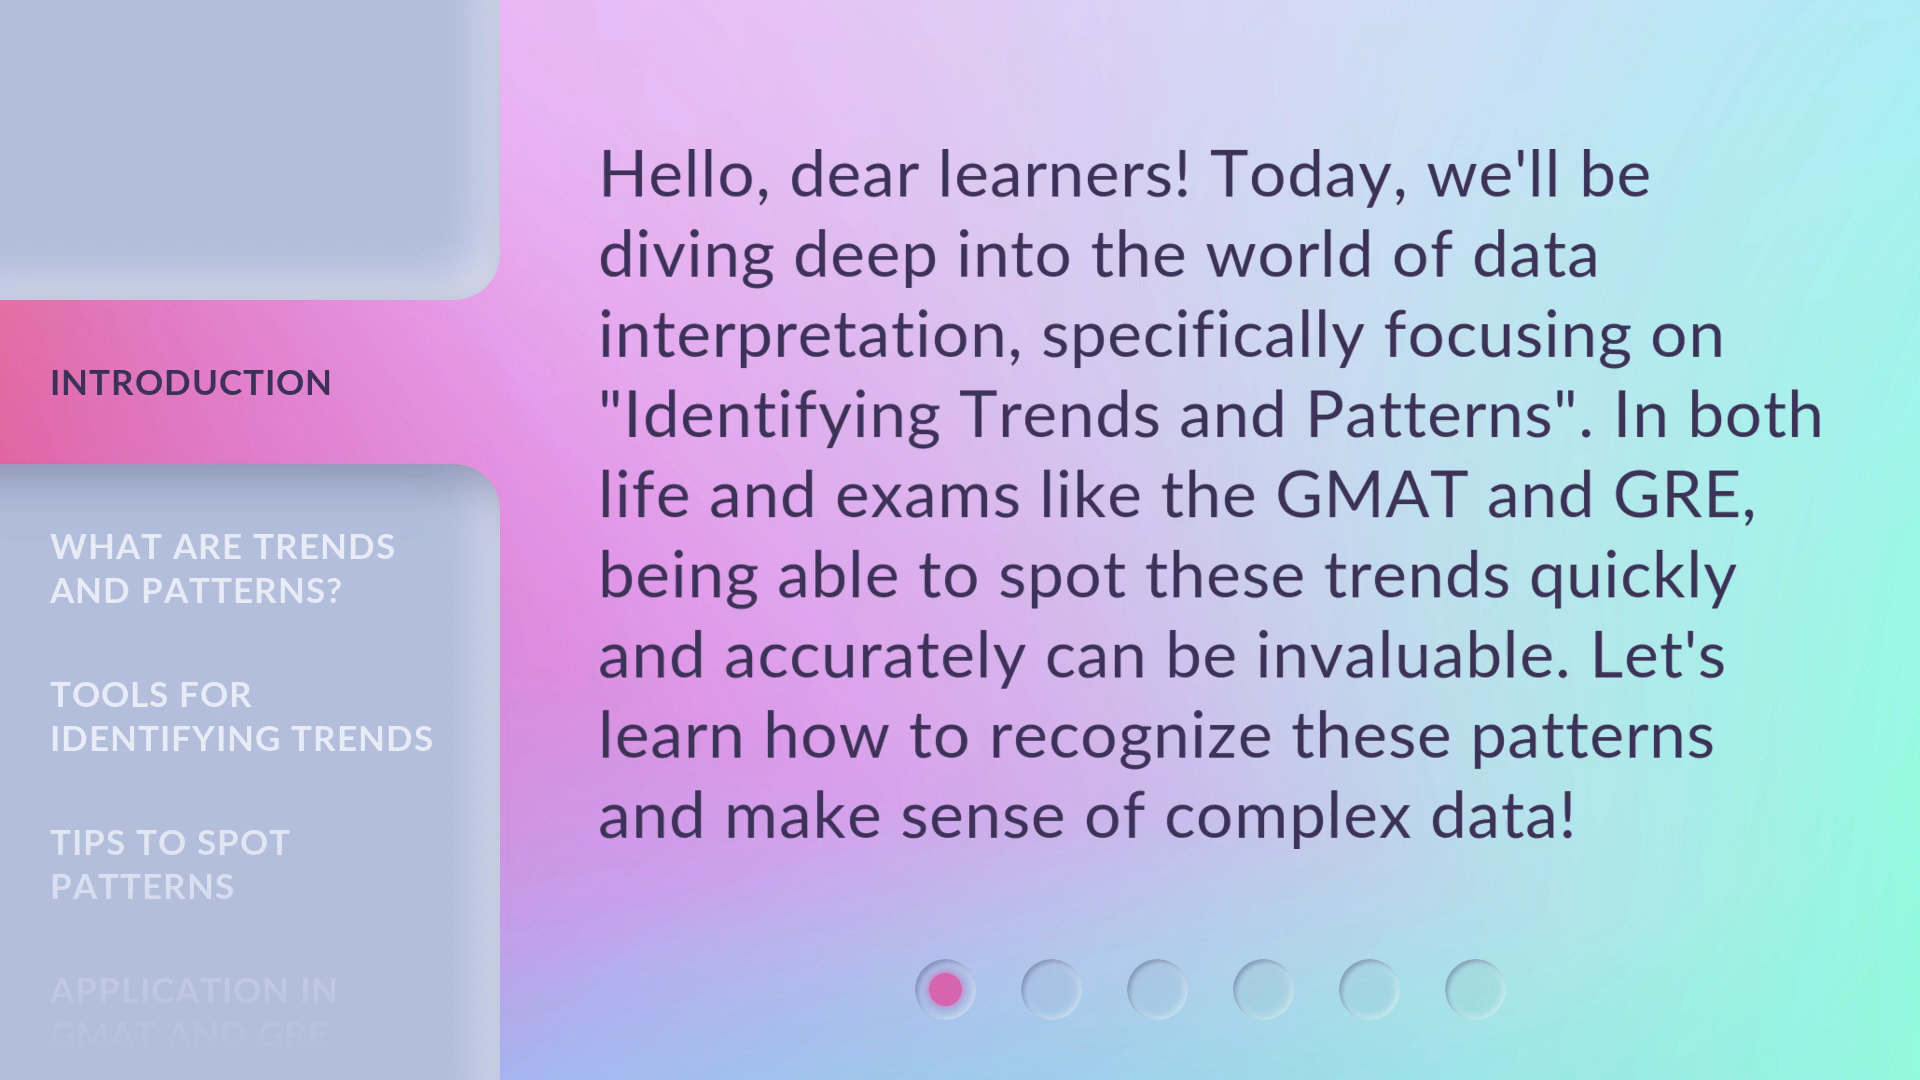 INTRODUCTION
WHAT ARE TRENDS
AND PATTERNS?
TOOLS FOR
IDENTIFYING TRENDS
TIPS TO SPOT
PATTERNS
APPLICATION IN
GMAT AND GRE
Hello, dear learners! Today, we'll be
diving deep into the world of data
interpretation, specifically focusing on
"Identifying Trends and Patterns". In both
life and exams like the GMAT and GRE,
being able to spot these trends quickly
and accurately can be invaluable. Let's
learn how to recognize these patterns
and make sense of complex data!